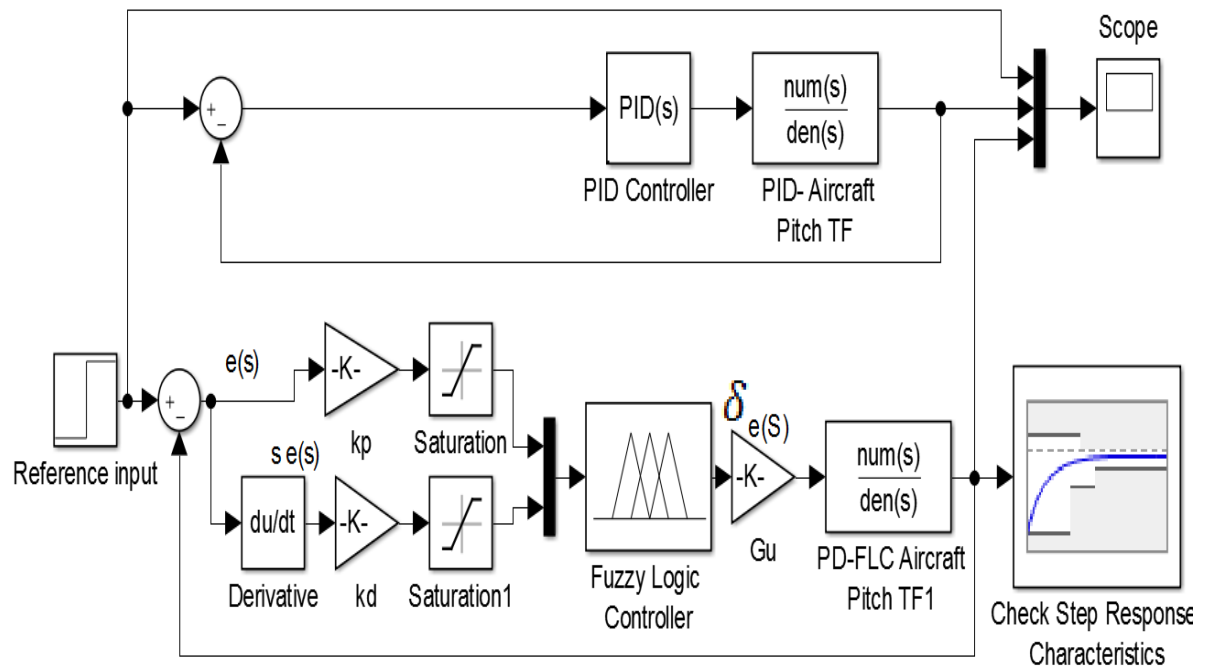 Scope
+
−
PID(s)
num(s)
den(s)
PID Controller
PID- Aircraft
Pitch TF
e(s)
-K-
kp
Saturation
+
−
Reference input
s e(s)
du/dt
Derivative
-K-
kd
Saturation1
Fuzzy Logic
Controller
δ e(S)
-K-
Gu
num(s)
den(s)
PD-FLC Aircraft
Pitch TF1
Check Step Response
Characteristics